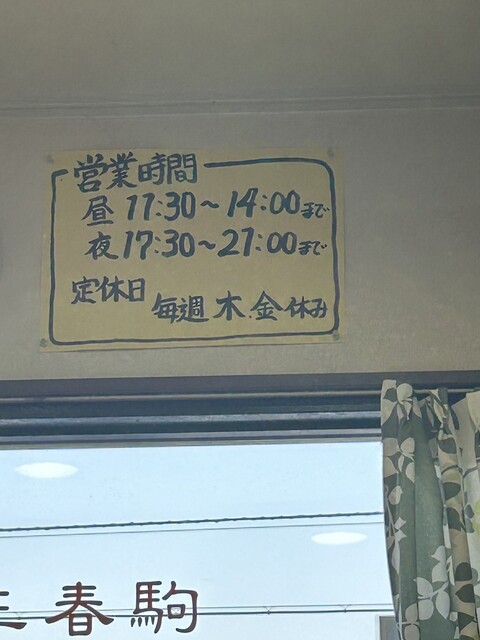 営業時間
昼 11:30～14:00まで
夜 17:30～21:00まで
定休日
毎週 木.金休み
春駒